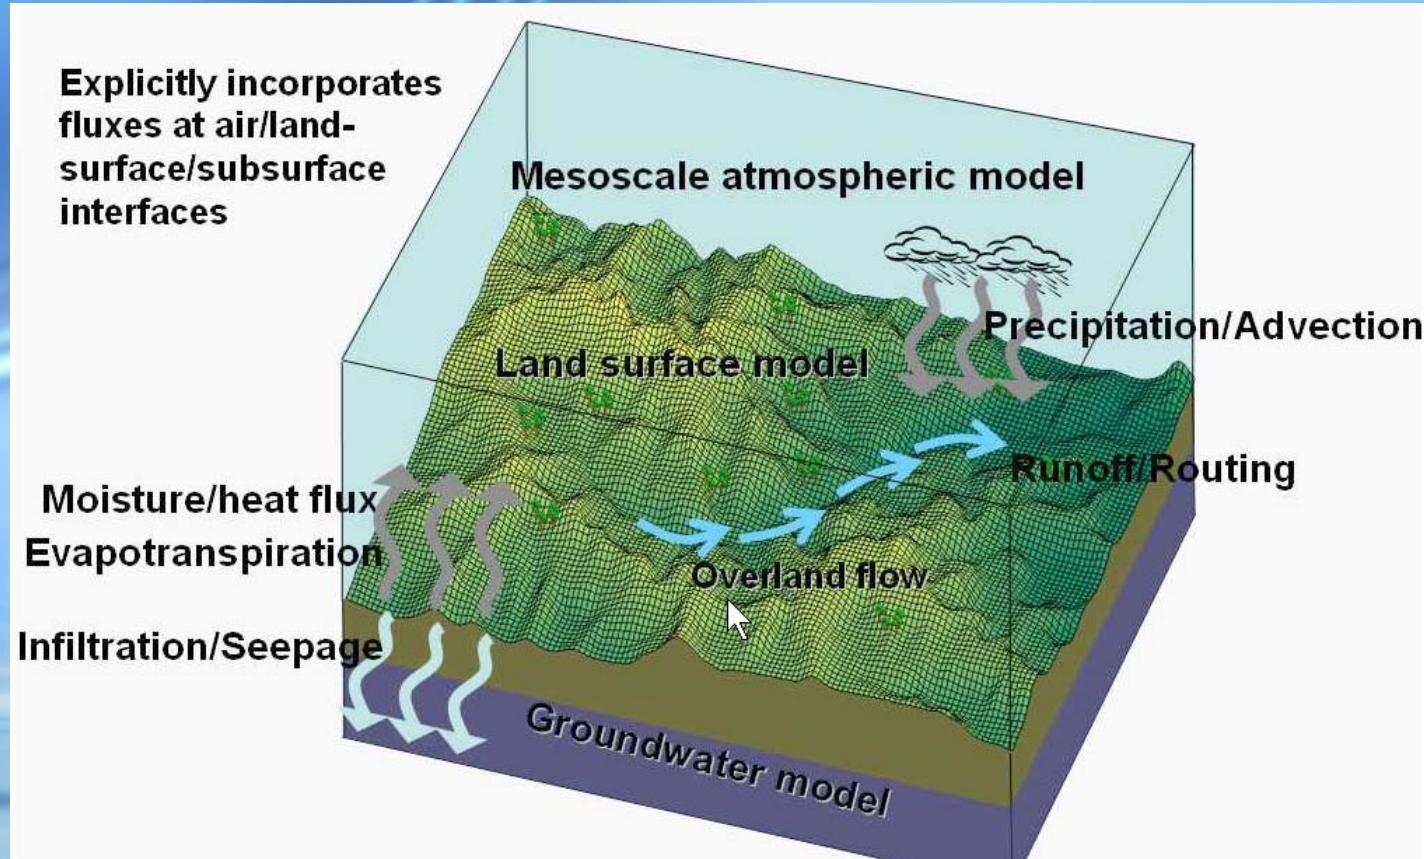 Explicitly incorporates
fluxes at air/land-
surface/subsurface
interfaces
Mesoscale atmospheric model
Precipitation/Advection
Land surface model
Runoff/Routing
Moisture/heat flux
Evapotranspiration
Overland flow
Infiltration/Seepage
Groundwater model